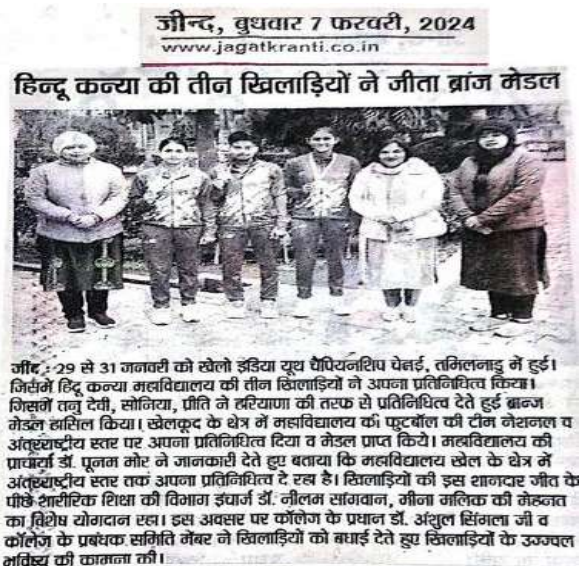 जीन्द, बुधवार 7 फरवरी, 2024
www.jagatkranti.co.in
हिन्दू कन्या की तीन खिलाड़ियों ने जीता ब्रांज मेडल
जींद : 29 से 31 जनवरी को खेलो इंडिया यूथ चैंपियनशिप चेन्नई, तमिलनाडु में हुई।
जिसमें हिंदू कन्या महाविद्यालय की तीन खिलाड़ियों ने अपना प्रतिनिधित्व किया।
जिसमें तनु देवी, सोनिया, प्रीति ने हरियाणा की तरफ से प्रतिनिधित्व देते हुई ब्रान्ज
मेडल हासिल किया। खेलकूद के क्षेत्र में महाविद्यालय की फुटबॉल की टीम नेशनल व
अंतरराष्ट्रीय स्तर पर अपना प्रतिनिधित्व दिया व मेडल प्राप्त किये। महाविद्यालय की
प्राचार्या डॉ. पूनम मोर ने जानकारी देते हुए बताया कि महाविद्यालय खेल के क्षेत्र में
अंतरराष्ट्रीय स्तर तक अपना प्रतिनिधित्व दे रहा है। खिलाड़ियों की इस शानदार जीत के
पीछे शारीरिक शिक्षा की विभाग इंचार्ज डॉ. नीलम सांगवान, मीना मलिक की मेहनत
का विशेष योगदान रहा। इस अवसर पर कॉलेज के प्रधान डॉ. अंशुल सिंगला जी व
कॉलेज के प्रबंधक समिति मेंबर ने खिलाड़ियों को बधाई देते हुए खिलाड़ियों के उज्ज्वल
भविष्य की कामना की।